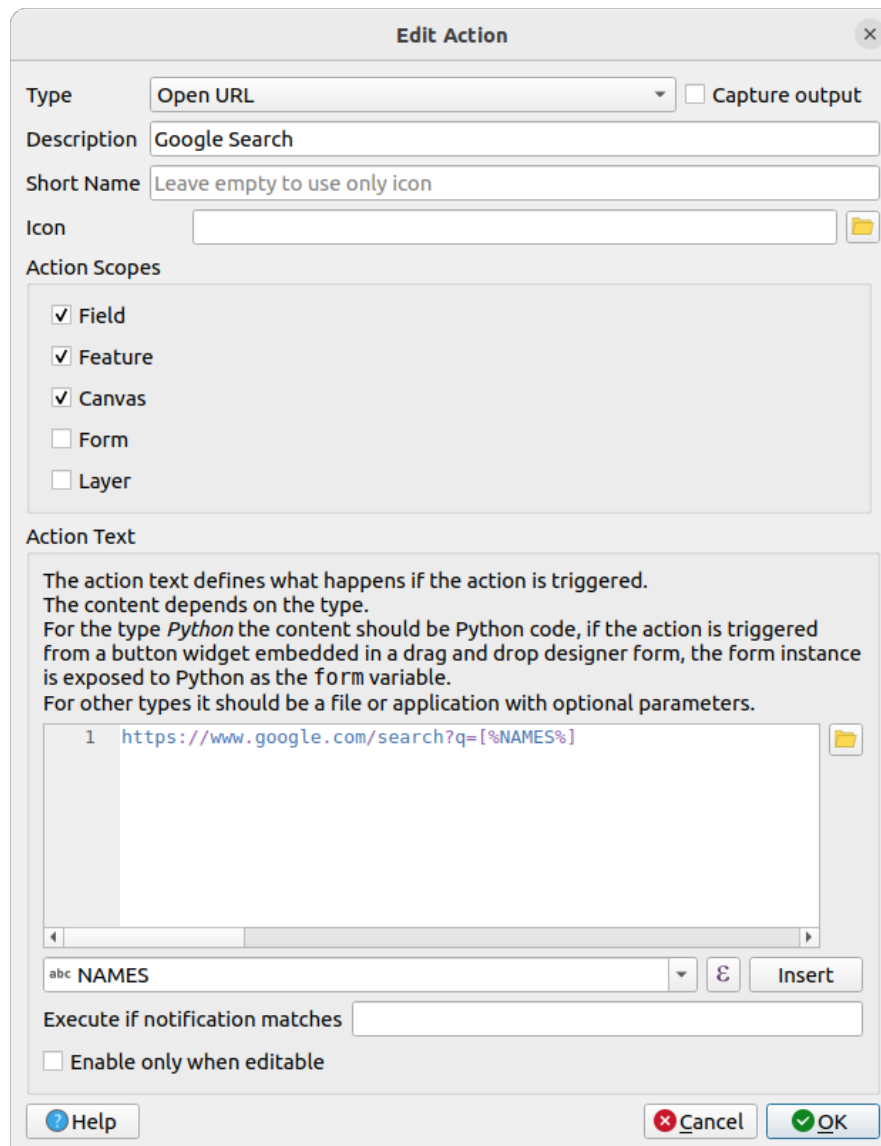 Edit Action
Type Open URL Capture output
Description Google Search
Short Name Leave empty to use only icon
Icon
Action Scopes
Field
Feature
Canvas
Form
Layer
Action Text
The action text defines what happens if the action is triggered.
The content depends on the type.
For the type Python the content should be Python code, if the action is triggered
from a button widget embedded in a drag and drop designer form, the form instance
is exposed to Python as the form variable.
For other types it should be a file or application with optional parameters.
1 https://www.google.com/search?q=[%NAMES%]
abc NAMES ε Insert
Execute if notification matches
Enable only when editable
Help Cancel OK